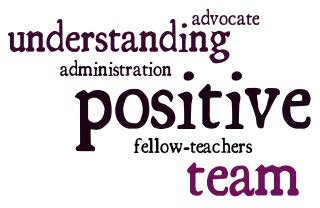 advocate
understanding
administration
positive
fellow-teachers
team